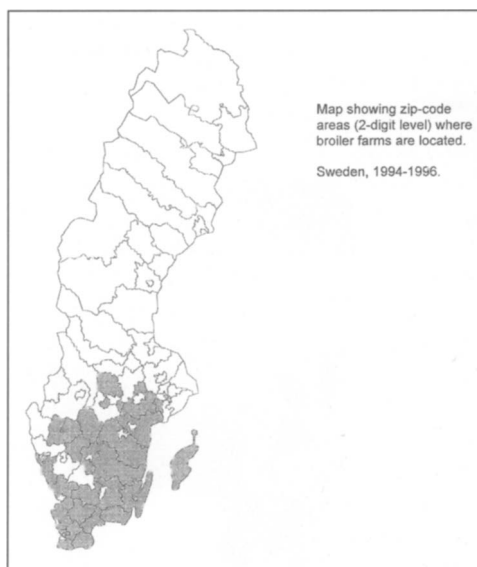 Map showing zip-code
areas (2-digit level) where
broiler farms are located.
Sweden, 1994-1996.